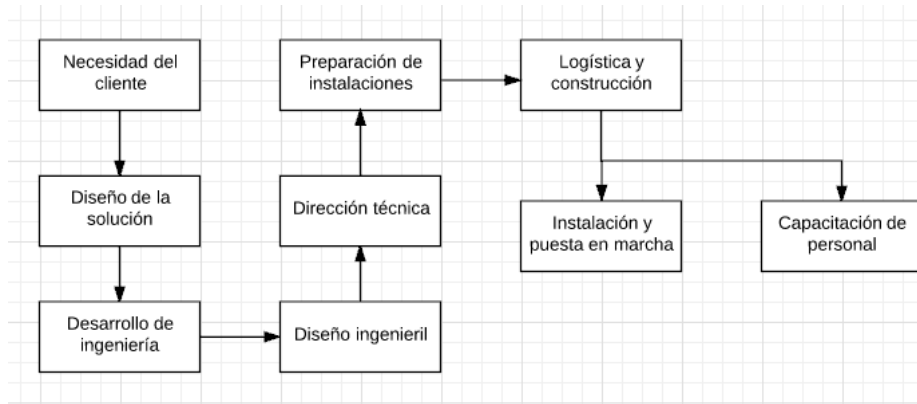 Necesidad del
cliente
Diseño de la
solución
Desarrollo de
ingeniería
Diseño ingenieril
Dirección técnica
Preparación de
instalaciones
Logística y
construcción
Instalación y
puesta en marcha
Capacitación de
personal